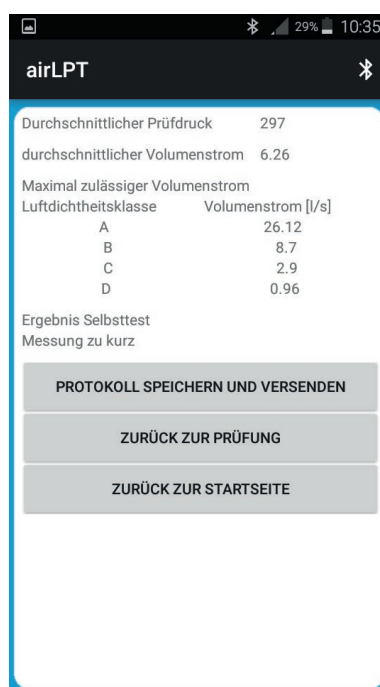 29% 10:35
airLPT
Durchschnittlicher Prüfdruck 297
durchschnittlicher Volumenstrom 6.26
Maximal zulässiger Volumenstrom
Luftdichtheitsklasse Volumenstrom [l/s]
A 26.12
B 8.7
C 2.9
D 0.96
Ergebnis Selbsttest
Messung zu kurz
PROTOKOLL SPEICHERN UND VERSENDEN
ZURÜCK ZUR PRÜFUNG
ZURÜCK ZUR STARTSEITE